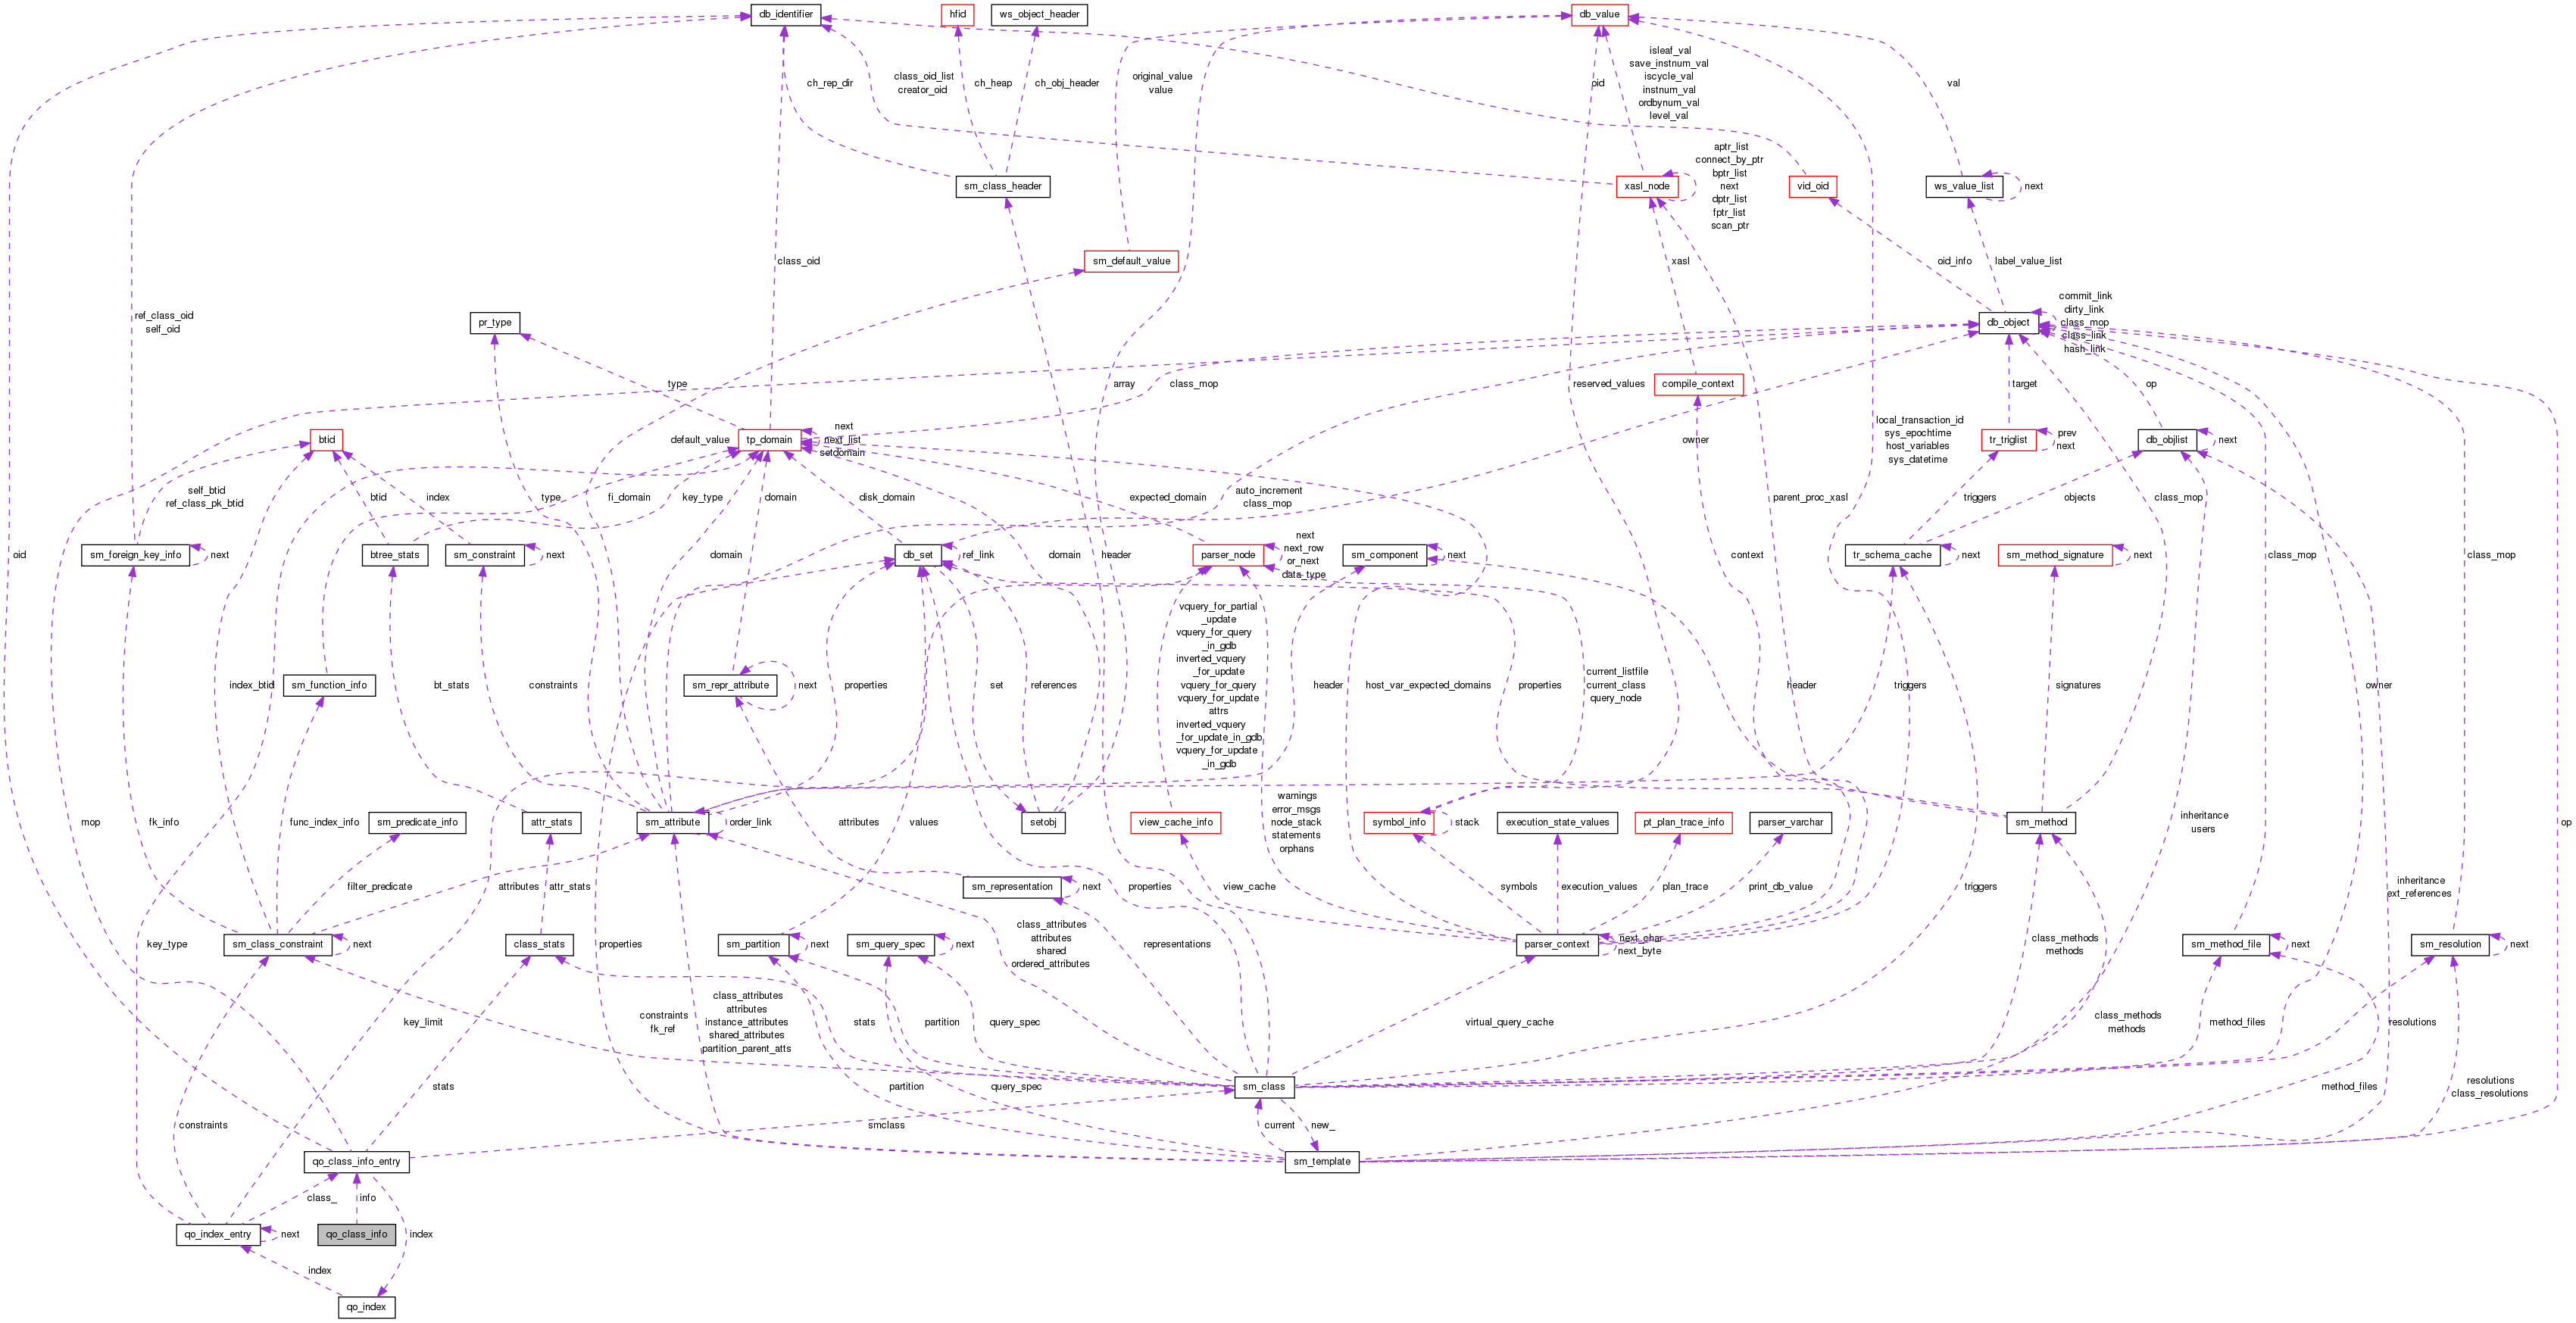 db_identifier
hfid
ws_object_header
db_value
isleaf_val
save_instnum_val
iscycle_val
instnum_val
ordbynum_val
level_val
class_oid_list
creator_oid
original_value
value
ch_rep_dir
ch_heap
ch_obj_header
oid
val
aptr_list
connect_by_ptr
bptr_list
next
dptr_list
fptr_list
scan_ptr
sm_class_header
xasl_node
vid_oid
ws_value_list
next
class_oid
sm_default_value
xasl
oid_info
label_value_list
ref_class_oid
self_oid
pr_type
db_object
commit_link
dirty_link
class_mop
class_link
hash_link
type
class_mop
array
reserved_values
compile_context
target
op
btid
default_value
tp_domain
next
next_list
setdomain
owner
local_transaction_id
sys_epochtime
host_variables
sys_datetime
tr_triglist
prev
next
db_objlist
next
self_btid
ref_class_pk_btid
btid
index
type
fi_domain
key_type
domain
disk_domain
expected_domain
auto_increment
class_mop
parent_proc_xasl
triggers
objects
class_mop
sm_foreign_key_info
next
btree_stats
sm_constraint
next
domain
db_set
ref_link
domain
header
parser_node
next
next_row
or_next
data_type
sm_component
next
context
tr_schema_cache
next
sm_method_signature
next
class_mop
class_mop
vquery_for_partial
_update
vquery_for_query
_in_gdb
inverted_vquery
_for_update
vquery_for_query
vquery_for_update
attrs
inverted_vquery
_for_update_in_gdb
vquery_for_update
_in_gdb
index_btid
sm_function_info
bt_stats
constraints
sm_repr_attribute
next
properties
set
references
header
host_var_expected_domains
properties
current_listfile
current_class
query_node
header
triggers
signatures
owner
mop
fk_info
func_index_info
sm_predicate_info
attr_stats
sm_attribute
order_link
attributes
values
setobj
view_cache_info
warnings
error_msgs
node_stack
statements
orphans
symbol_info
stack
execution_state_values
pt_plan_trace_info
parser_varchar
sm_method
inheritance
users
op
filter_predicate
attributes
attr_stats
sm_representation
next
properties
view_cache
symbols
execution_values
plan_trace
print_db_value
triggers
inheritance
ext_references
key_type
sm_class_constraint
next
class_stats
properties
sm_partition
next
sm_query_spec
next
class_attributes
attributes
shared
ordered_attributes
representations
parser_context
next_char
next_byte
class_methods
methods
sm_method_file
next
sm_resolution
next
key_limit
constraints
fk_ref
class_attributes
attributes
instance_attributes
shared_attributes
partition_parent_atts
stats
partition
query_spec
virtual_query_cache
class_methods
methods
method_files
resolutions
stats
partition
query_spec
sm_class
method_files
resolutions
class_resolutions
constraints
smclass
current
new_
qo_class_info_entry
sm_template
class_
info
qo_index_entry
next
qo_class_info
index
index
qo_index